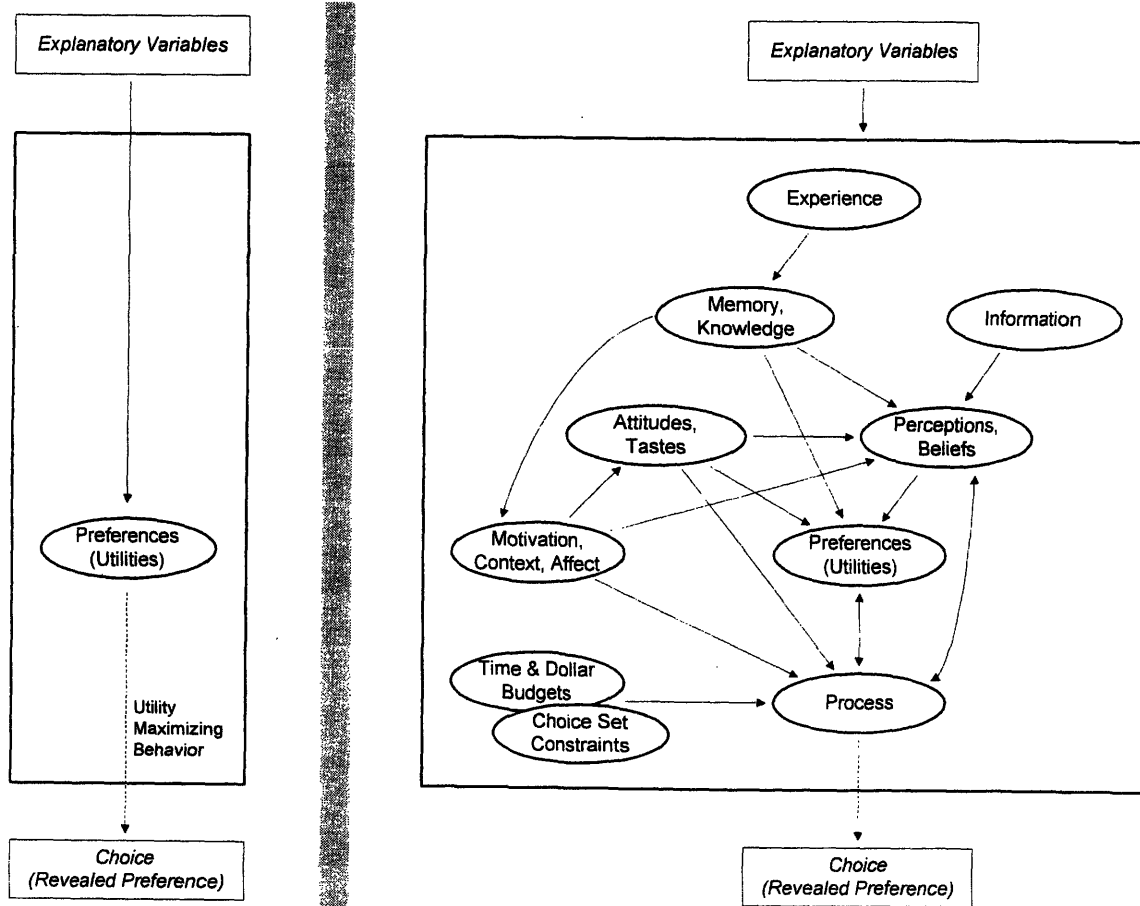 Explanatory Variables
Preferences
(Utilities)
Utility
Maximizing
Behavior
Choice
(Revealed Preference)
Explanatory Variables
Experience
Memory,
Knowledge
Information
Attitudes,
Tastes
Perceptions,
Beliefs
Motivation,
Context, Affect
Preferences
(Utilities)
Time & Dollar
Budgets
Choice Set
Constraints
Process
Choice
(Revealed Preference)